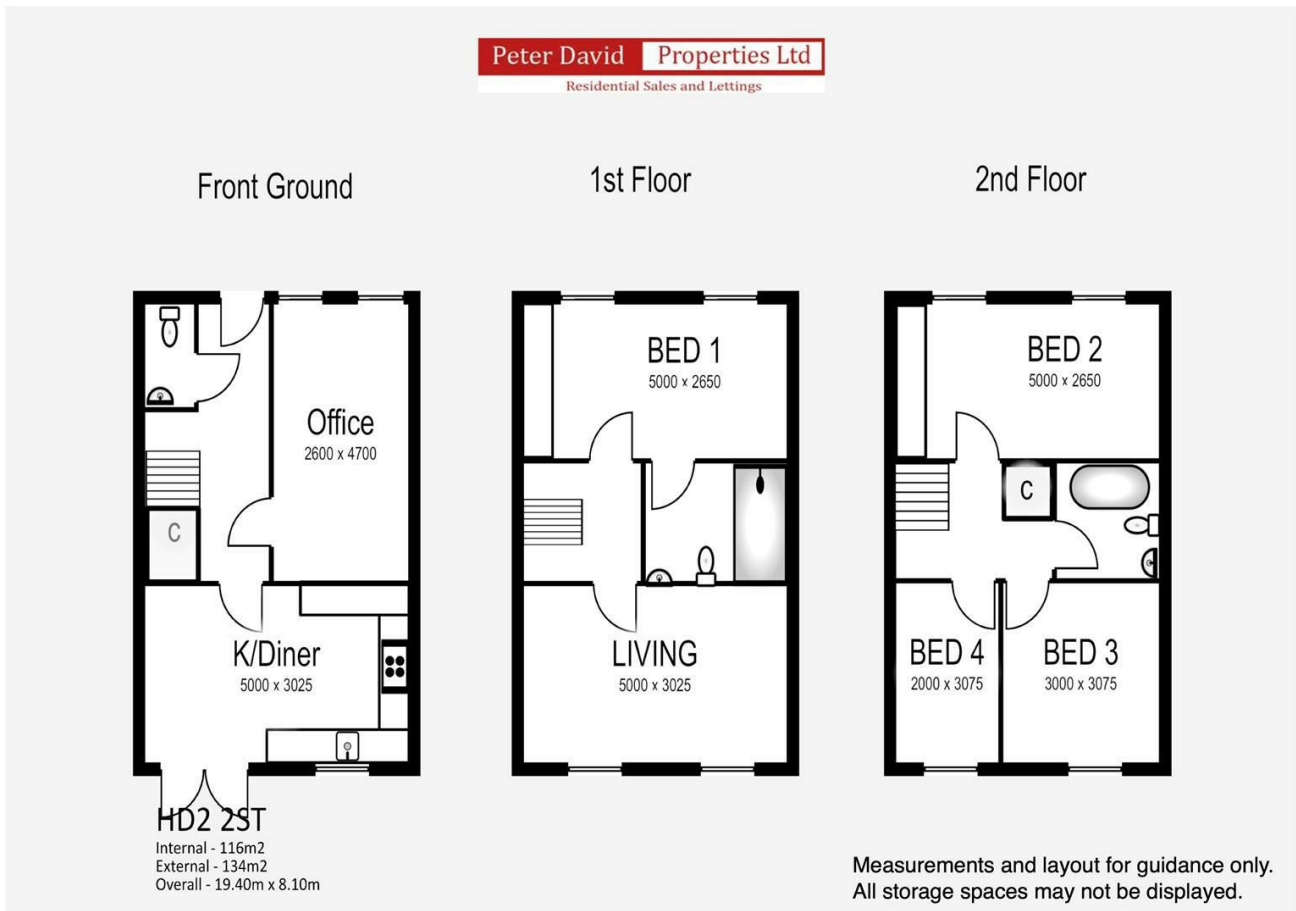 Peter David Properties Ltd
Residential Sales and Lettings
Front Ground
1st Floor
2nd Floor
Office
2600 x 4700
C
K/Diner
5000 x 3025
BED 1
5000 x 2650
LIVING
5000 x 3025
BED 2
5000 x 2650
C
BED 4
2000 x 3075
BED 3
3000 x 3075
HD2 2ST
Internal - 116m2
External - 134m2
Overall - 19.40m x 8.10m
Measurements and layout for guidance only.
All storage spaces may not be displayed.